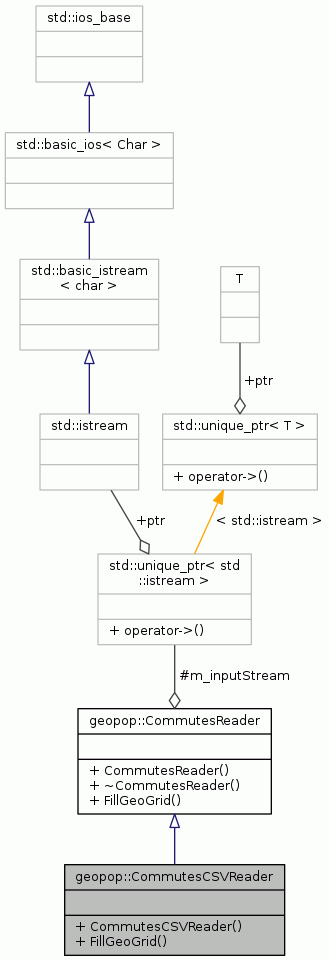 std::ios_base
std::basic_ios< Char >
std::basic_istream
< char >
T
+ptr
std::istream
std::unique_ptr< T >
+ operator->()
+ptr
< std::istream >
std::unique_ptr< std
::istream >
+ operator->()
#m_inputStream
geopop::CommutesReader
+ CommutesReader()
+ ~CommutesReader()
+ FillGeoGrid()
geopop::CommutesCSVReader
+ CommutesCSVReader()
+ FillGeoGrid()